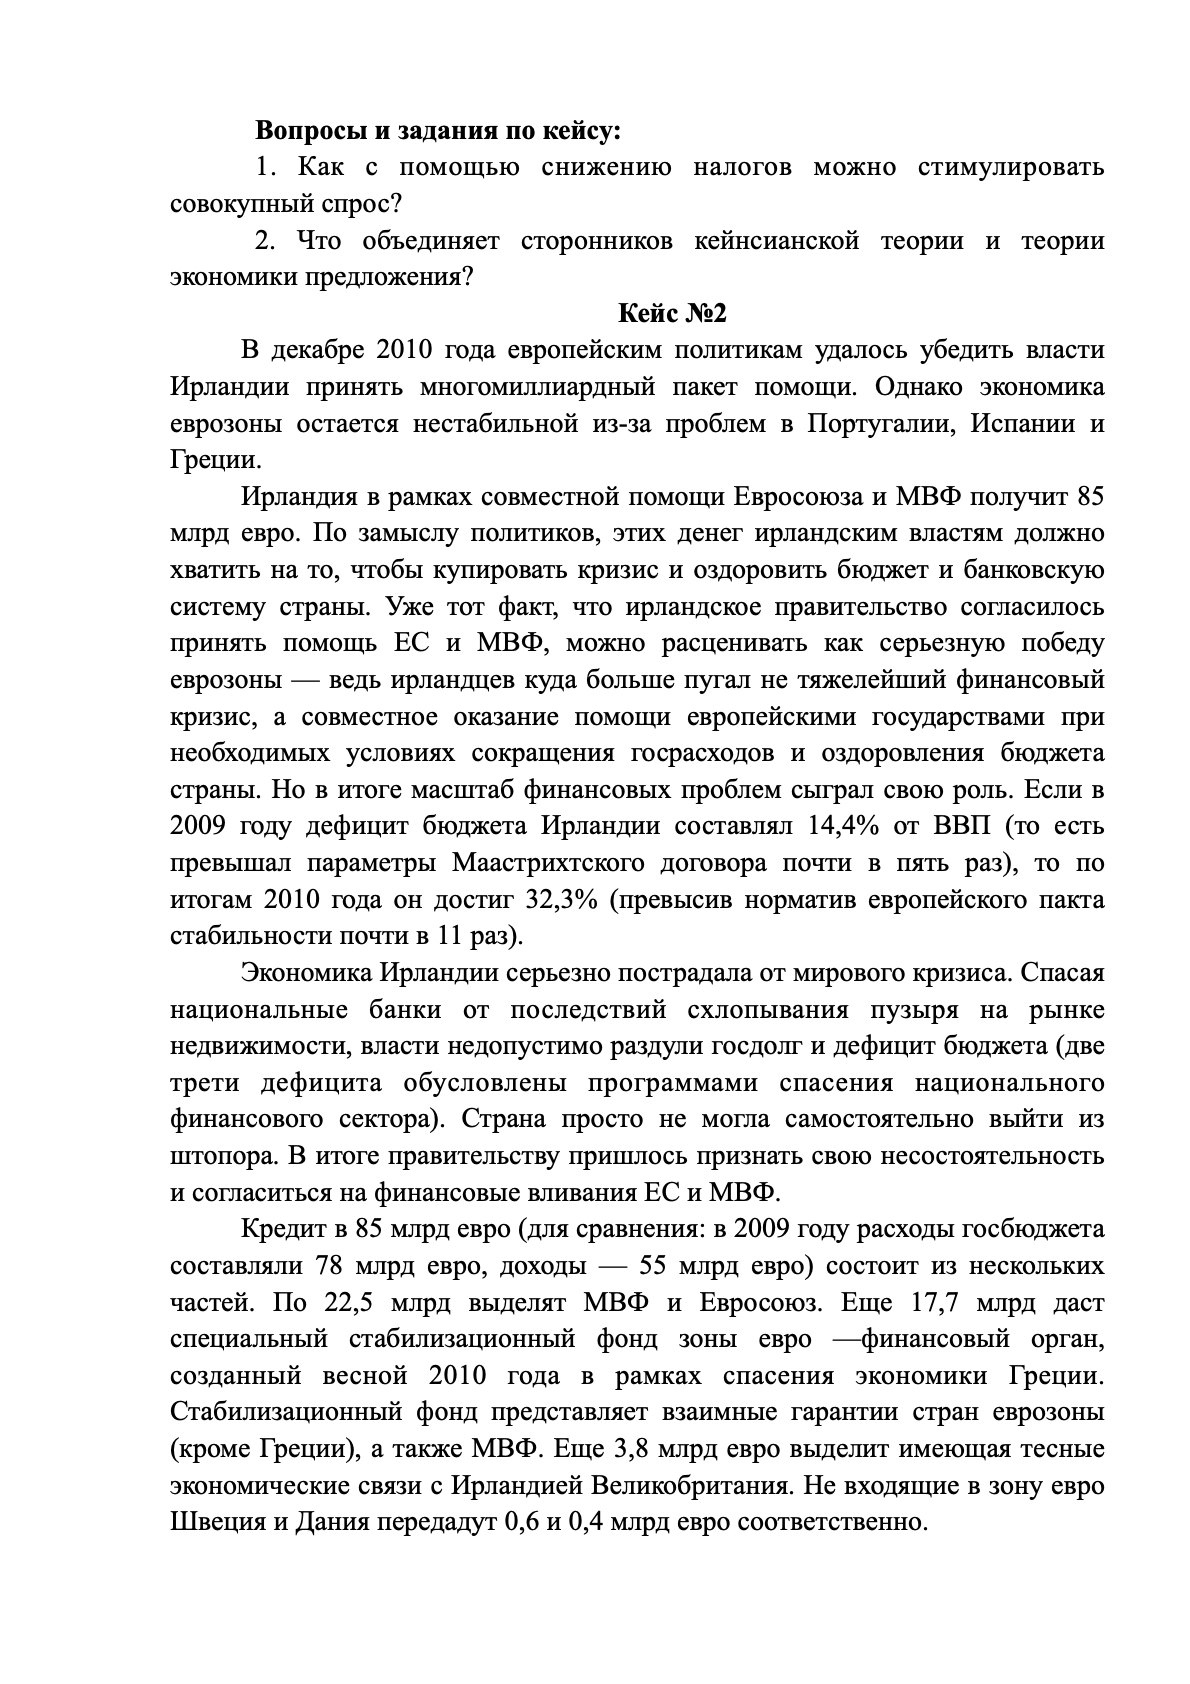 Вопросы и задания по кейсу:
1. Как с помощью снижению налогов можно стимулировать
совокупный спрос?
2. Что объединяет сторонников кейнсианской теории и теории
экономики предложения?
Кейс №2
В декабре 2010 года европейским политикам удалось убедить власти
Ирландии принять многомиллиардный пакет помощи. Однако экономика
еврозоны остается нестабильной из-за проблем в Португалии, Испании и
Греции.
Ирландия в рамках совместной помощи Евросоюза и МВФ получит 85
млрд евро. По замыслу политиков, этих денег ирландским властям должно
хватить на то, чтобы купировать кризис и оздоровить бюджет и банковскую
систему страны. Уже тот факт, что ирландское правительство согласилось
принять помощь ЕС и МВФ, можно расценивать как серьезную победу
еврозоны — ведь ирландцев куда больше пугал не тяжелейший финансовый
кризис, а совместное оказание помощи европейскими государствами при
необходимых условиях сокращения госрасходов и оздоровления бюджета
страны. Но в итоге масштаб финансовых проблем сыграл свою роль. Если в
2009 году дефицит бюджета Ирландии составлял 14,4% от ВВП (то есть
превышал параметры Маастрихтского договора почти в пять раз), то по
итогам 2010 года он достиг 32,3% (превысив норматив европейского пакта
стабильности почти в 11 раз).
Экономика Ирландии серьезно пострадала от мирового кризиса. Спасая
национальные банки от последствий схлопывания пузыря на рынке
недвижимости, власти недопустимо раздули госдолг и дефицит бюджета (две
трети дефицита обусловлены программами спасения национального
финансового сектора). Страна просто не могла самостоятельно выйти из
штопора. В итоге правительству пришлось признать свою несостоятельность
и согласиться на финансовые вливания ЕС и МВФ.
Кредит в 85 млрд евро (для сравнения: в 2009 году расходы госбюджета
составляли 78 млрд евро, доходы — 55 млрд евро) состоит из нескольких
частей. По 22,5 млрд выделят МВФ и Евросоюз. Еще 17,7 млрд даст
специальный стабилизационный фонд зоны евро —финансовый орган,
созданный весной 2010 года в рамках спасения экономики Греции.
Стабилизационный фонд представляет взаимные гарантии стран еврозоны
(кроме Греции), а также МВФ. Еще 3,8 млрд евро выделит имеющая тесные
экономические связи с Ирландией Великобритания. Не входящие в зону евро
Швеция и Дания передадут 0,6 и 0,4 млрд евро соответственно.